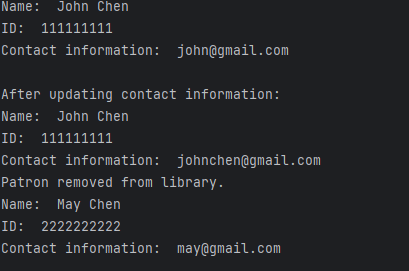 Name:  John Chen
ID:  111111111
Contact information:  john@gmail.com
After updating contact information:
Name:  John Chen
ID:  111111111
Contact information:  johnchen@gmail.com
Patron removed from library.
Name:  May Chen
ID:  2222222222
Contact information:  may@gmail.com